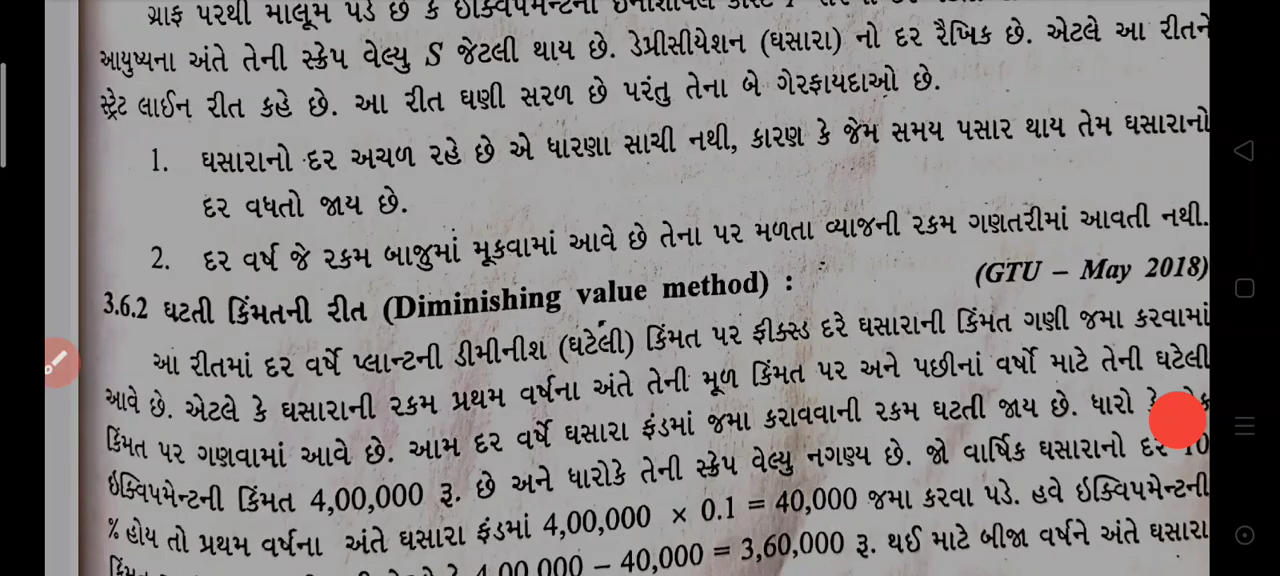 ગ્રાફ પરથી માલૂમ પડે છે કે ઇક્વિપમેન્ટની
આયુષ્યના અંતે તેની સ્ક્રેપ વેલ્યુ S જેટલી થાય છે. ડેપ્રીસીયેશન (ઘસારા) નો દર રૈખિક છે. એટલે આ રીતને
સ્ટ્રેટ લાઈન રીત કહે છે. આ રીત ઘણી સરળ છે પરંતુ તેના બે ગેરફાયદાઓ છે.
1. ઘસારાનો દર અચળ રહે છે એ ધારણા સાચી નથી, કારણ કે જેમ સમય પસાર થાય તેમ ઘસારાનો
દર વધતો જાય છે.
2. દર વર્ષ જે રકમ બાજુમાં મૂકવામાં આવે છે તેના પર મળતા વ્યાજની રકમ ગણતરીમાં આવતી નથી.
3.6.2 ઘટતી કિંમતની રીત (Diminishing value method) : (GTU – May 2018)
આ રીતમાં દર વર્ષે પ્લાન્ટની ડીમીનીશ (ઘટેલી) કિંમત પર ફીક્સ્ડ દરે ઘસારાની કિંમત ગણી જમા કરવામાં
આવે છે. એટલે કે ઘસારાની રકમ પ્રથમ વર્ષના અંતે તેની મૂળ કિંમત પર અને પછીનાં વર્ષો માટે તેની ઘટેલી
કિંમત પર ગણવામાં આવે છે. આમ દર વર્ષે ઘસારા ફંડમાં જમા કરાવવાની રકમ ઘટતી જાય છે. ધારો કે
ઇક્વિપમેન્ટની કિંમત 4,00,000 રૂ. છે અને ધારોકે તેની સ્ક્રેપ વેલ્યુ નગણ્ય છે. જો વાર્ષિક ઘસારાનો દર 10
% હોય તો પ્રથમ વર્ષના અંતે ઘસારા ફંડમાં 4,00,000 × 0.1 = 40,000 જમા કરવા પડે. હવે ઇક્વિપમેન્ટની
4,00,000 – 40,000 = 3,60,000 રૂ. થઈ માટે બીજા વર્ષને અંતે ઘસારા